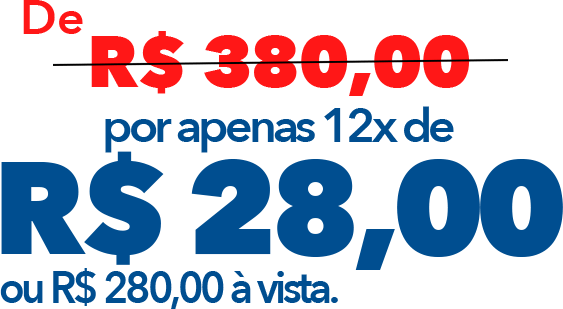 De
R$ 380,00
por apenas 12x de
R$ 28,00
ou R$ 280,00 à vista.